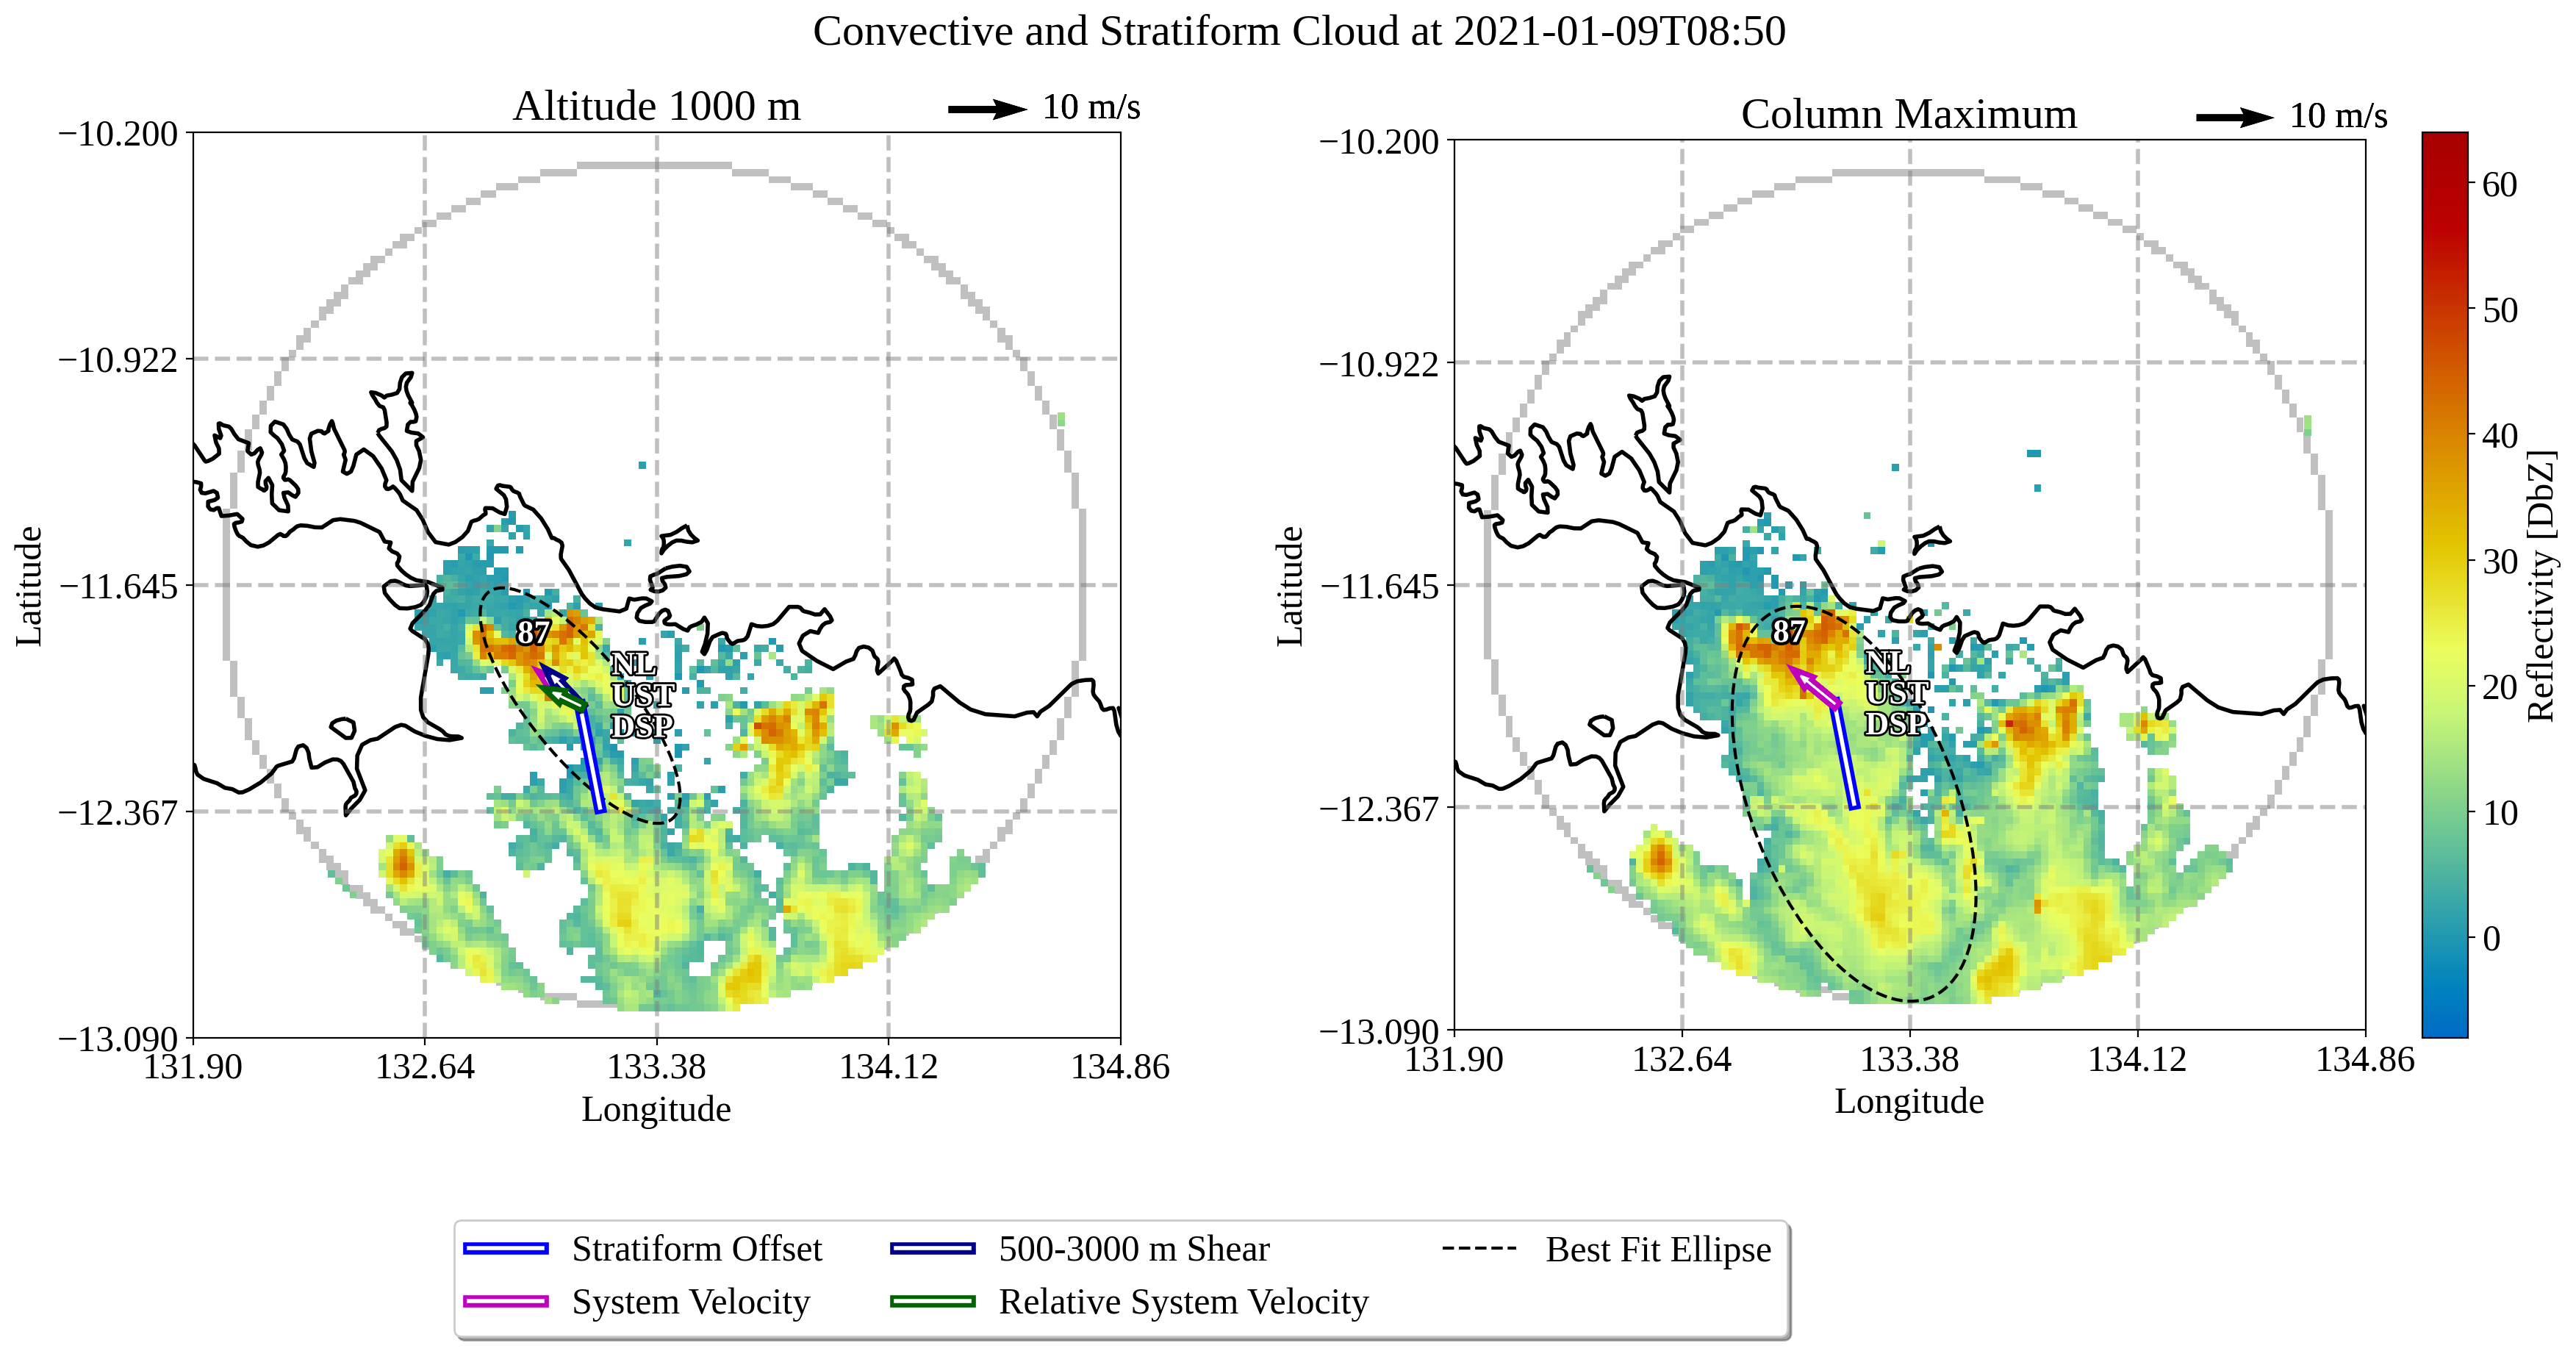 Convective and Stratiform Cloud at 2021-01-09T08:50
Altitude 1000 m
10 m/s
−10.200
−10.922
−11.645
−12.367
−13.090
Latitude
131.90
132.64
133.38
134.12
134.86
Longitude
87
NL
UST
DSP
Column Maximum
10 m/s
−10.200
−10.922
−11.645
−12.367
−13.090
Latitude
131.90
132.64
133.38
134.12
134.86
Longitude
87
NL
UST
DSP
60
50
40
30
20
10
0
Reflectivity [DbZ]
Stratiform Offset
System Velocity
500-3000 m Shear
Relative System Velocity
Best Fit Ellipse